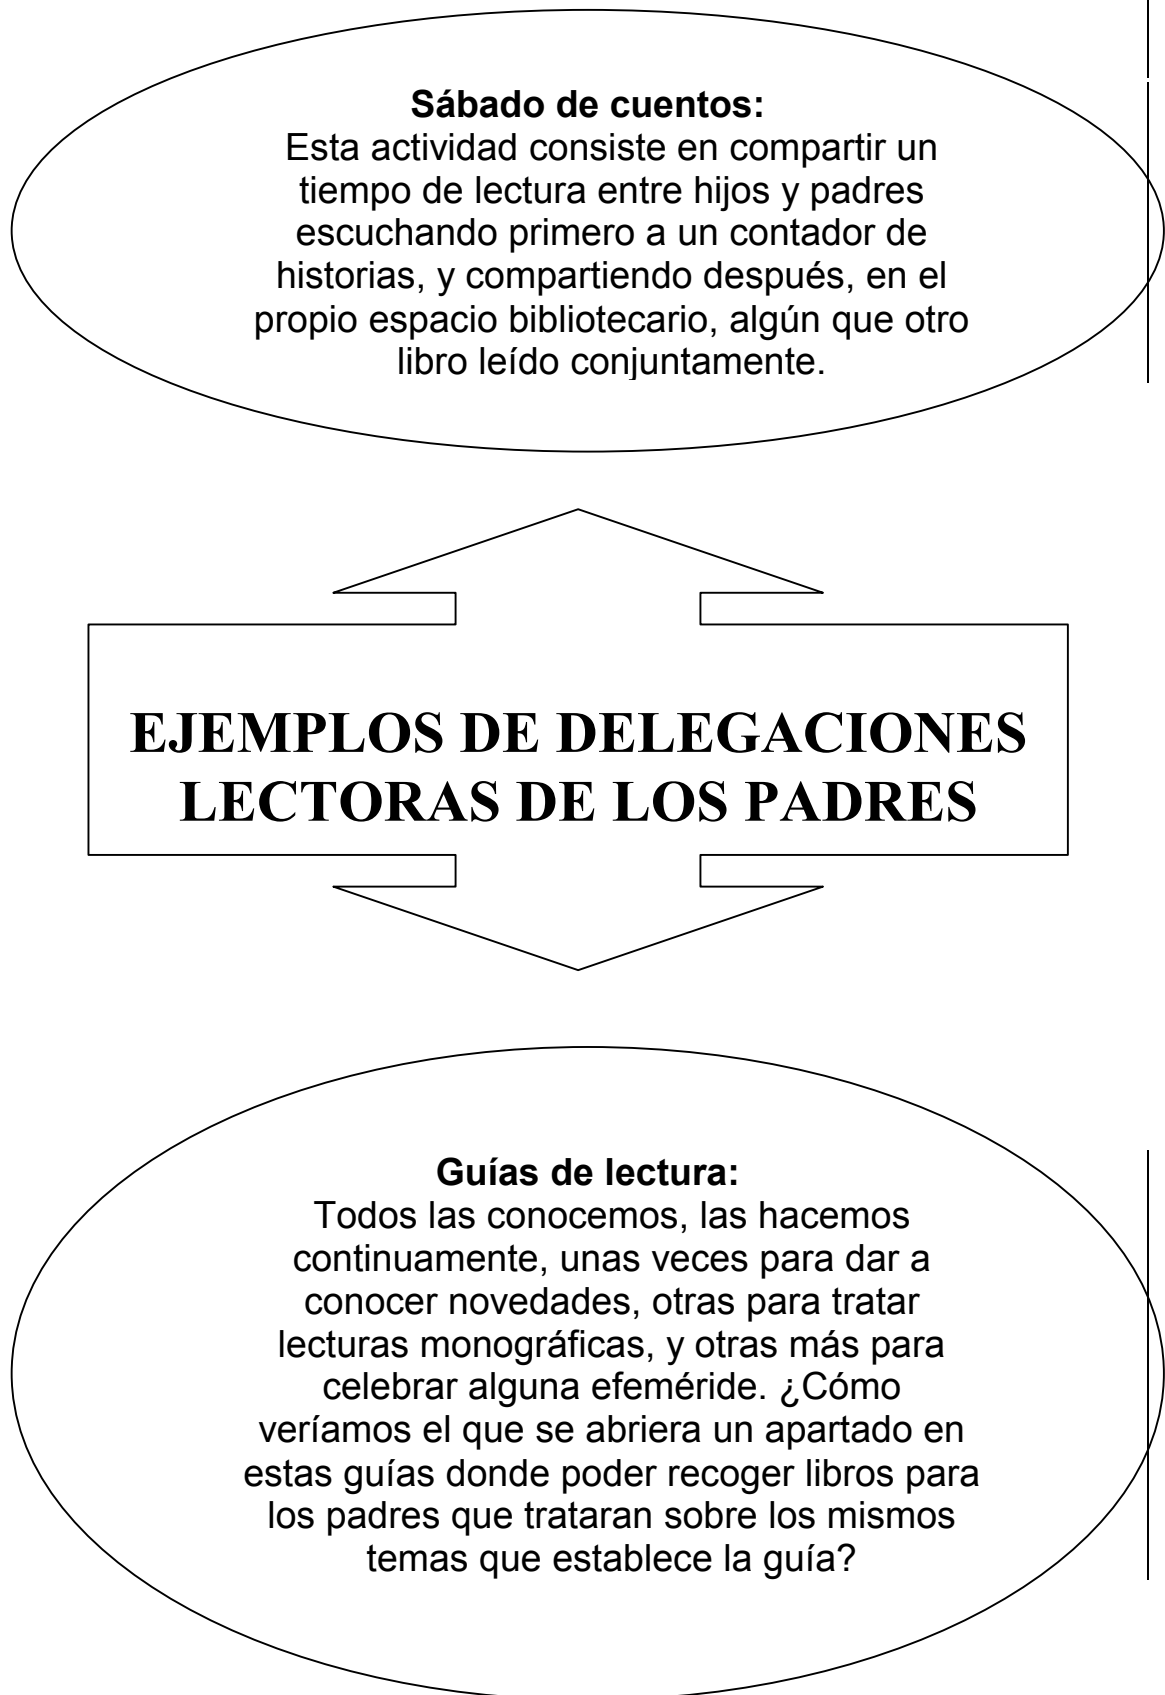 Sábado de cuentos:
Esta actividad consiste en compartir un
tiempo de lectura entre hijos y padres
escuchando primero a un contador de
historias, y compartiendo después, en el
propio espacio bibliotecario, algún que otro
libro leído conjuntamente.
EJEMPLOS DE DELEGACIONES
LECTORAS DE LOS PADRES
Guías de lectura:
Todos las conocemos, las hacemos
continuamente, unas veces para dar a
conocer novedades, otras para tratar
lecturas monográficas, y otras más para
celebrar alguna efeméride. ¿Cómo
veríamos el que se abriera un apartado en
estas guías donde poder recoger libros para
los padres que trataran sobre los mismos
temas que establece la guía?